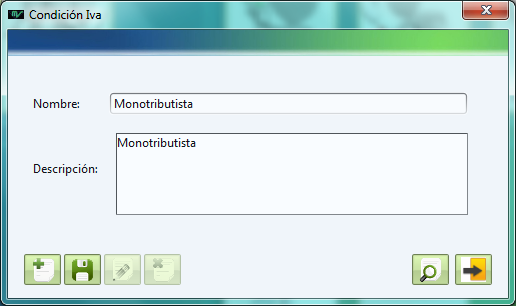 Condición Iva
Nombre:
Monotributista
Descripción:
Monotributista